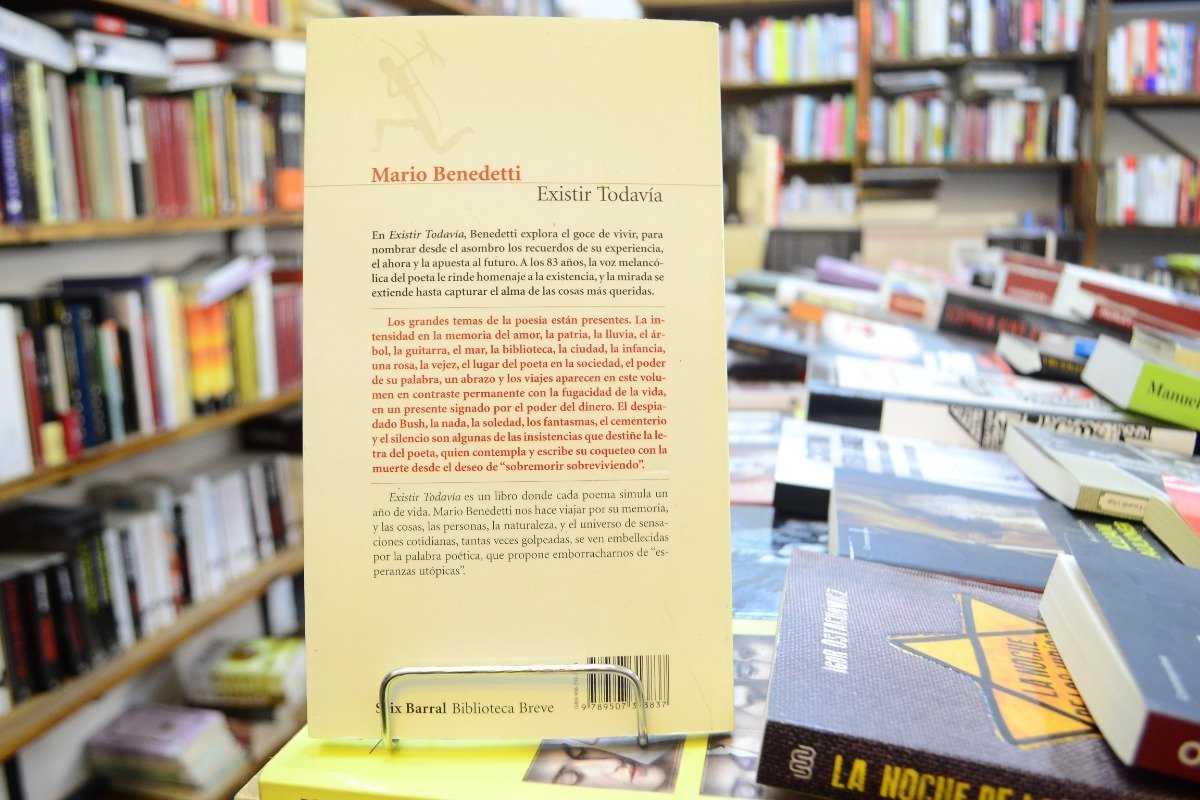 Mario Benedetti
Existir Todavía
En Existir Todavía, Benedetti explora el goce de vivir, para
nombrar desde el asombro los recuerdos de su experiencia,
el ahora y la apuesta al futuro. A los 83 años, la voz melancó-
lica del poeta le rinde homenaje a la existencia, y la mirada se
extiende hasta capturar el alma de las cosas más queridas.
Los grandes temas de la poesía están presentes. La in-
tensidad en la memoria del amor, la patria, la lluvia, el ár-
bol, la guitarra, el mar, la biblioteca, la ciudad, la infancia,
una rosa, la vejez, el lugar del poeta en la sociedad, el poder
de su palabra, un abrazo y los viajes aparecen en este volu-
men en contraste permanente con la fugacidad de la vida,
en un presente signado por el poder del dinero. El despia-
dado Bush, la nada, la soledad, los fantasmas, el cementerio
y el silencio son algunas de las insistencias que destiñe la le-
tra del poeta, quien contempla y escribe su coqueteo con la
muerte desde el deseo de “sobremorir sobreviviendo”.
Existir Todavía es un libro donde cada poema simula un
año de vida. Mario Benedetti nos hace viajar por su memoria,
y las cosas, las personas, la naturaleza, y el universo de sensa-
ciones cotidianas, tantas veces golpeadas, se ven embellecidas
por la palabra poética, que propone emborracharnos de “es-
peranzas utópicas”.
Seix Barral Biblioteca Breve
Manuel
LA NOCHE
LA NOCHE DE